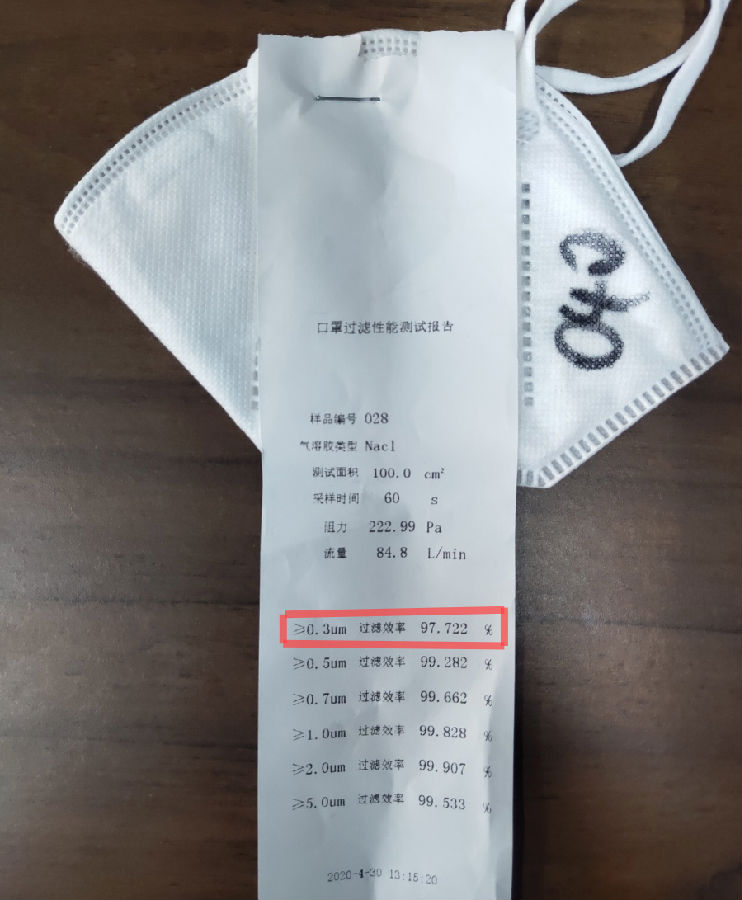 口罩过滤性能测试报告
样品编号 028
气溶胶类型 Nacl
测试面积 100.0 cm²
采样时间 60 s
阻力 222.99 Pa
流量 84.8 L/min
≥0.3um 过滤效率 97.722 %
≥0.5um 过滤效率 99.282 %
≥0.7um 过滤效率 99.662 %
≥1.0um 过滤效率 99.828 %
≥2.0um 过滤效率 99.907 %
≥5.0um 过滤效率 99.533 %
2020-4-30 13:15:20